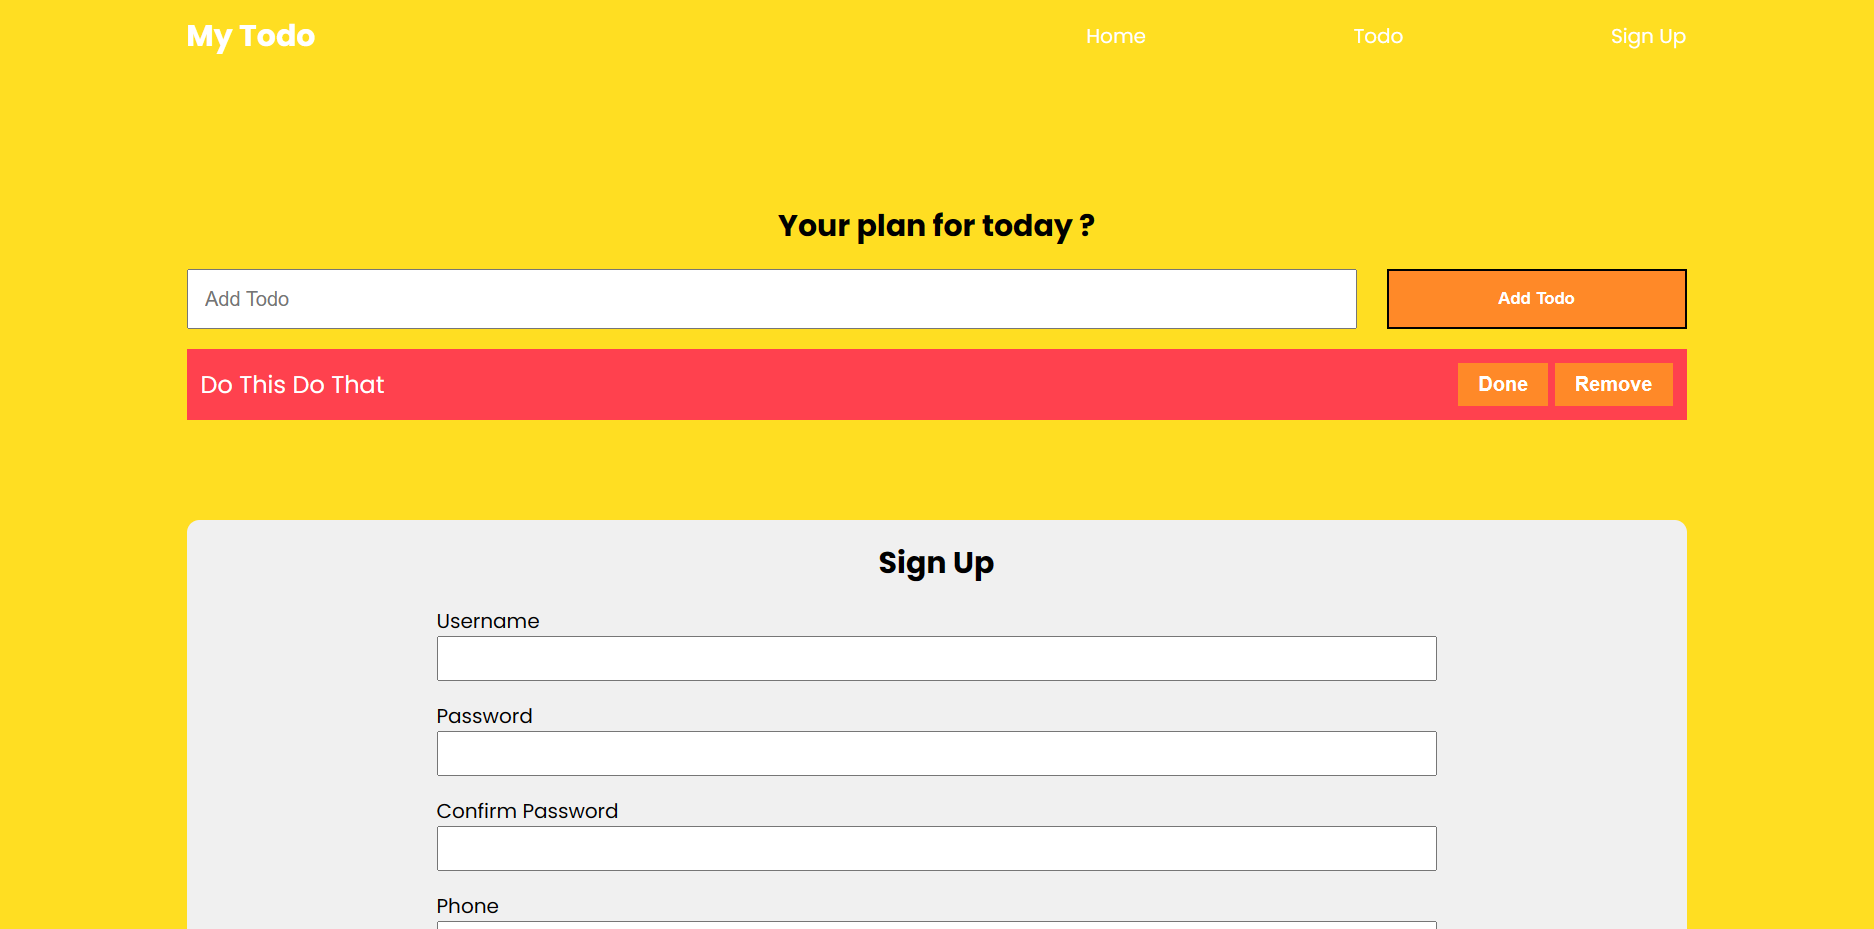 My Todo Home Todo Sign Up
Your plan for today ?
Add Todo Add Todo
Do This Do That Done Remove
Sign Up
Username
Password
Confirm Password
Phone